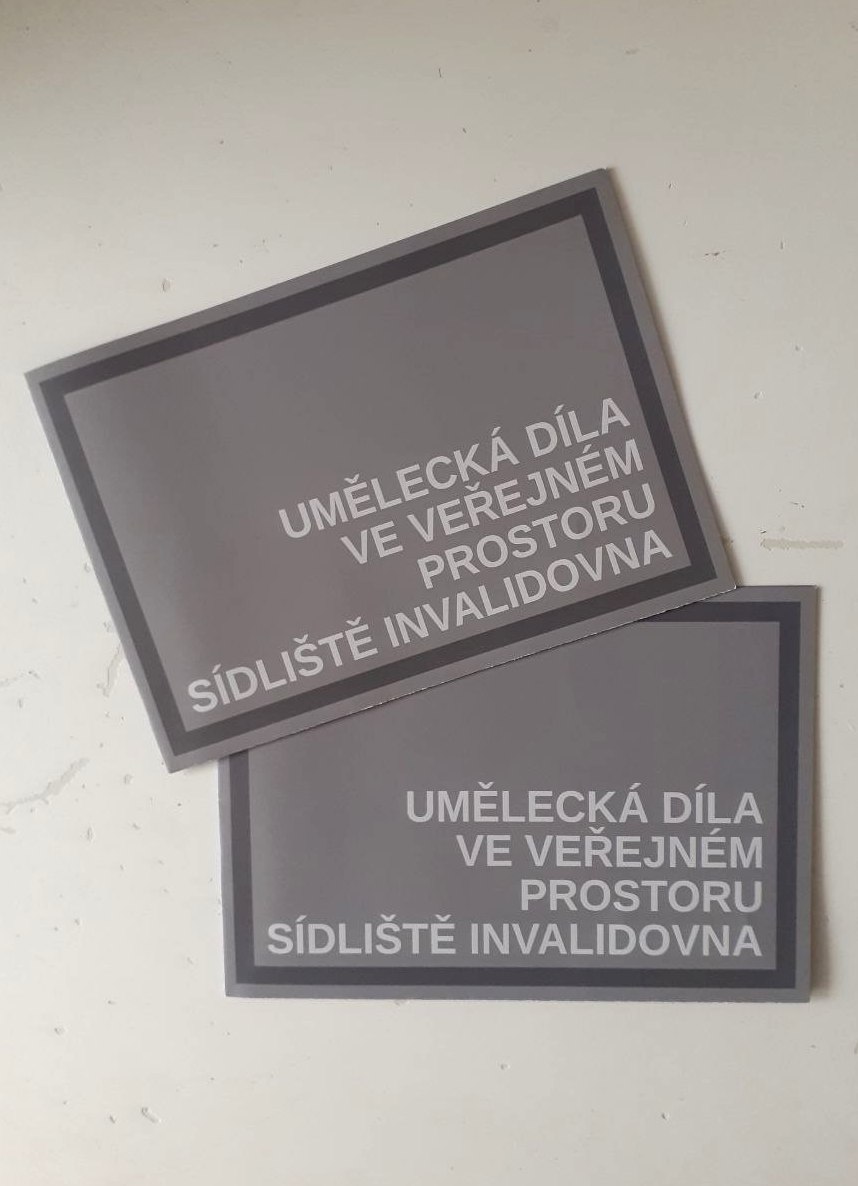 UMĚLECKÁ DÍLA
VE VEŘEJNÉM
PROSTORU
SÍDLIŠTĚ INVALIDOVNA
UMĚLECKÁ DÍLA
VE VEŘEJNÉM
PROSTORU
SÍDLIŠTĚ INVALIDOVNA